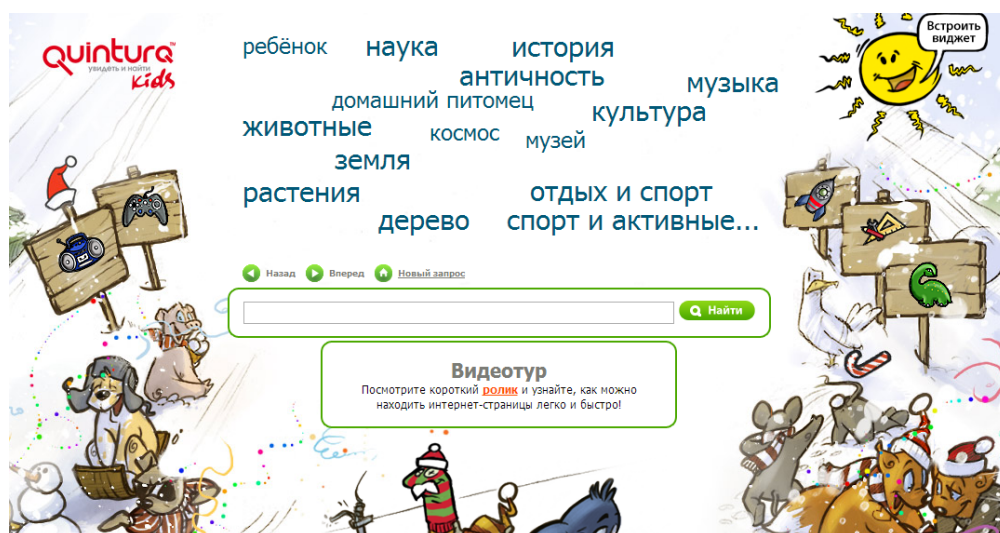 quintura™
увидеть и найти
Kids
Встроить
виджет
ребёнок наука история
античность
музыка
домашний питомец
культура
животные
космос
музей
земля
растения
отдых и спорт
дерево
спорт и активные...
Назад Вперед Новый запрос
Найти
Видеотур
Посмотрите короткий ролик и узнайте, как можно
находить интернет-страницы легко и быстро!